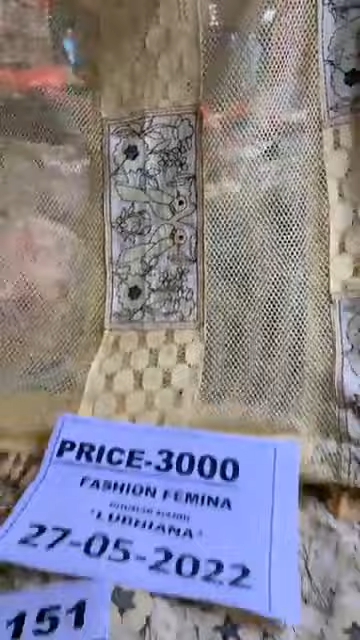 PRICE-3000
FASHION FEMINA
"LUDHIANA"
27-05-2022
151